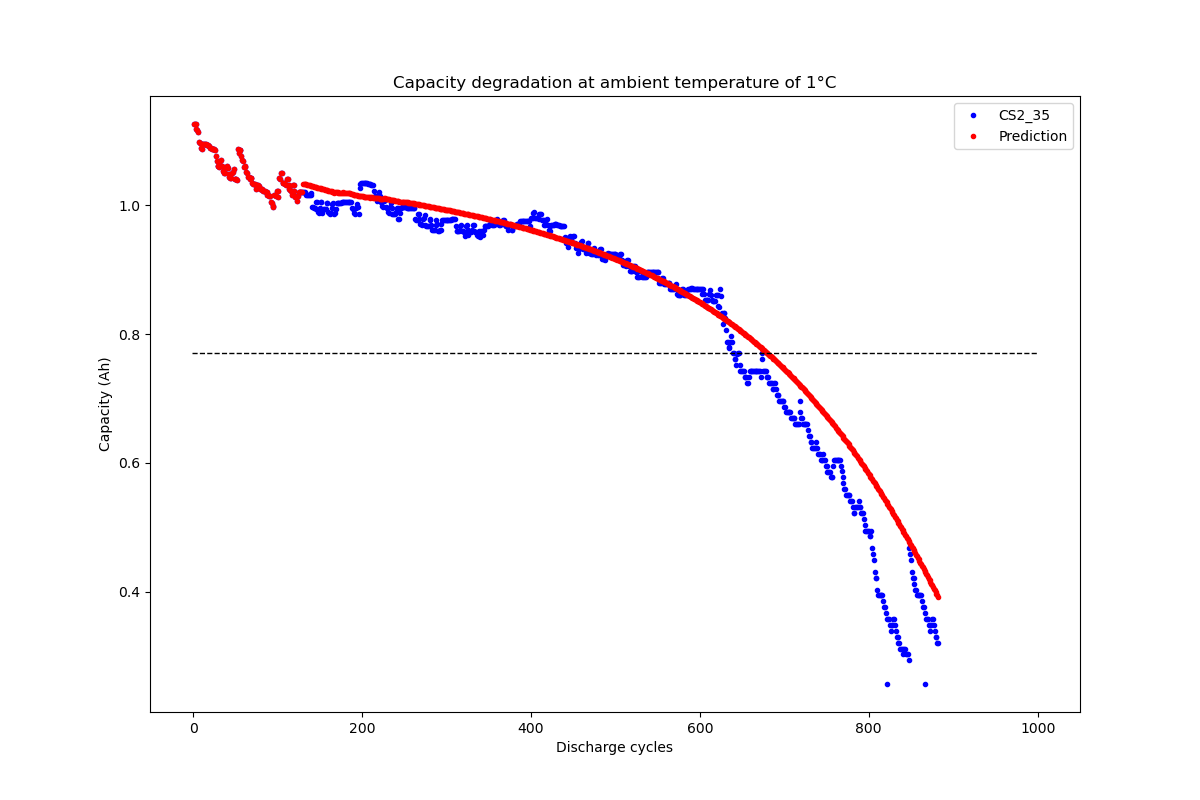 Capacity degradation at ambient temperature of 1°C
CS2_35
Prediction
1.0
0.8
0.6
0.4
Capacity (Ah)
0
200
400
600
800
1000
Discharge cycles